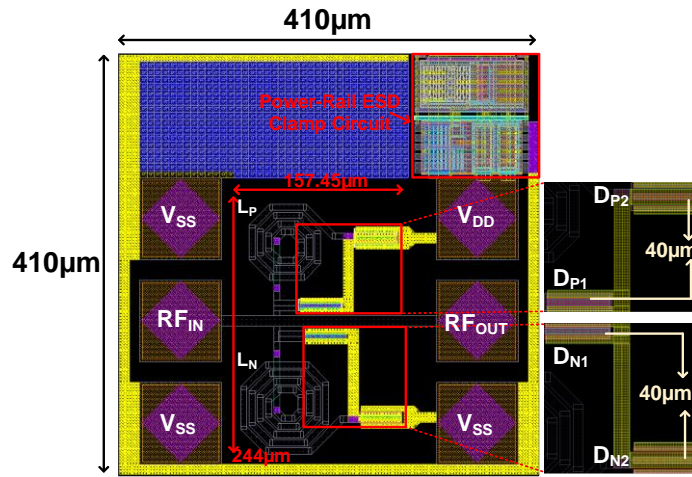 410µm
410µm
Power-Rail ESD
Clamp Circuit
157.45µm
LP
VSS
VDD
RFIN
RFOUT
LN
VSS
VSS
244µm
DP2
40µm
DP1
DN1
40µm
DN2